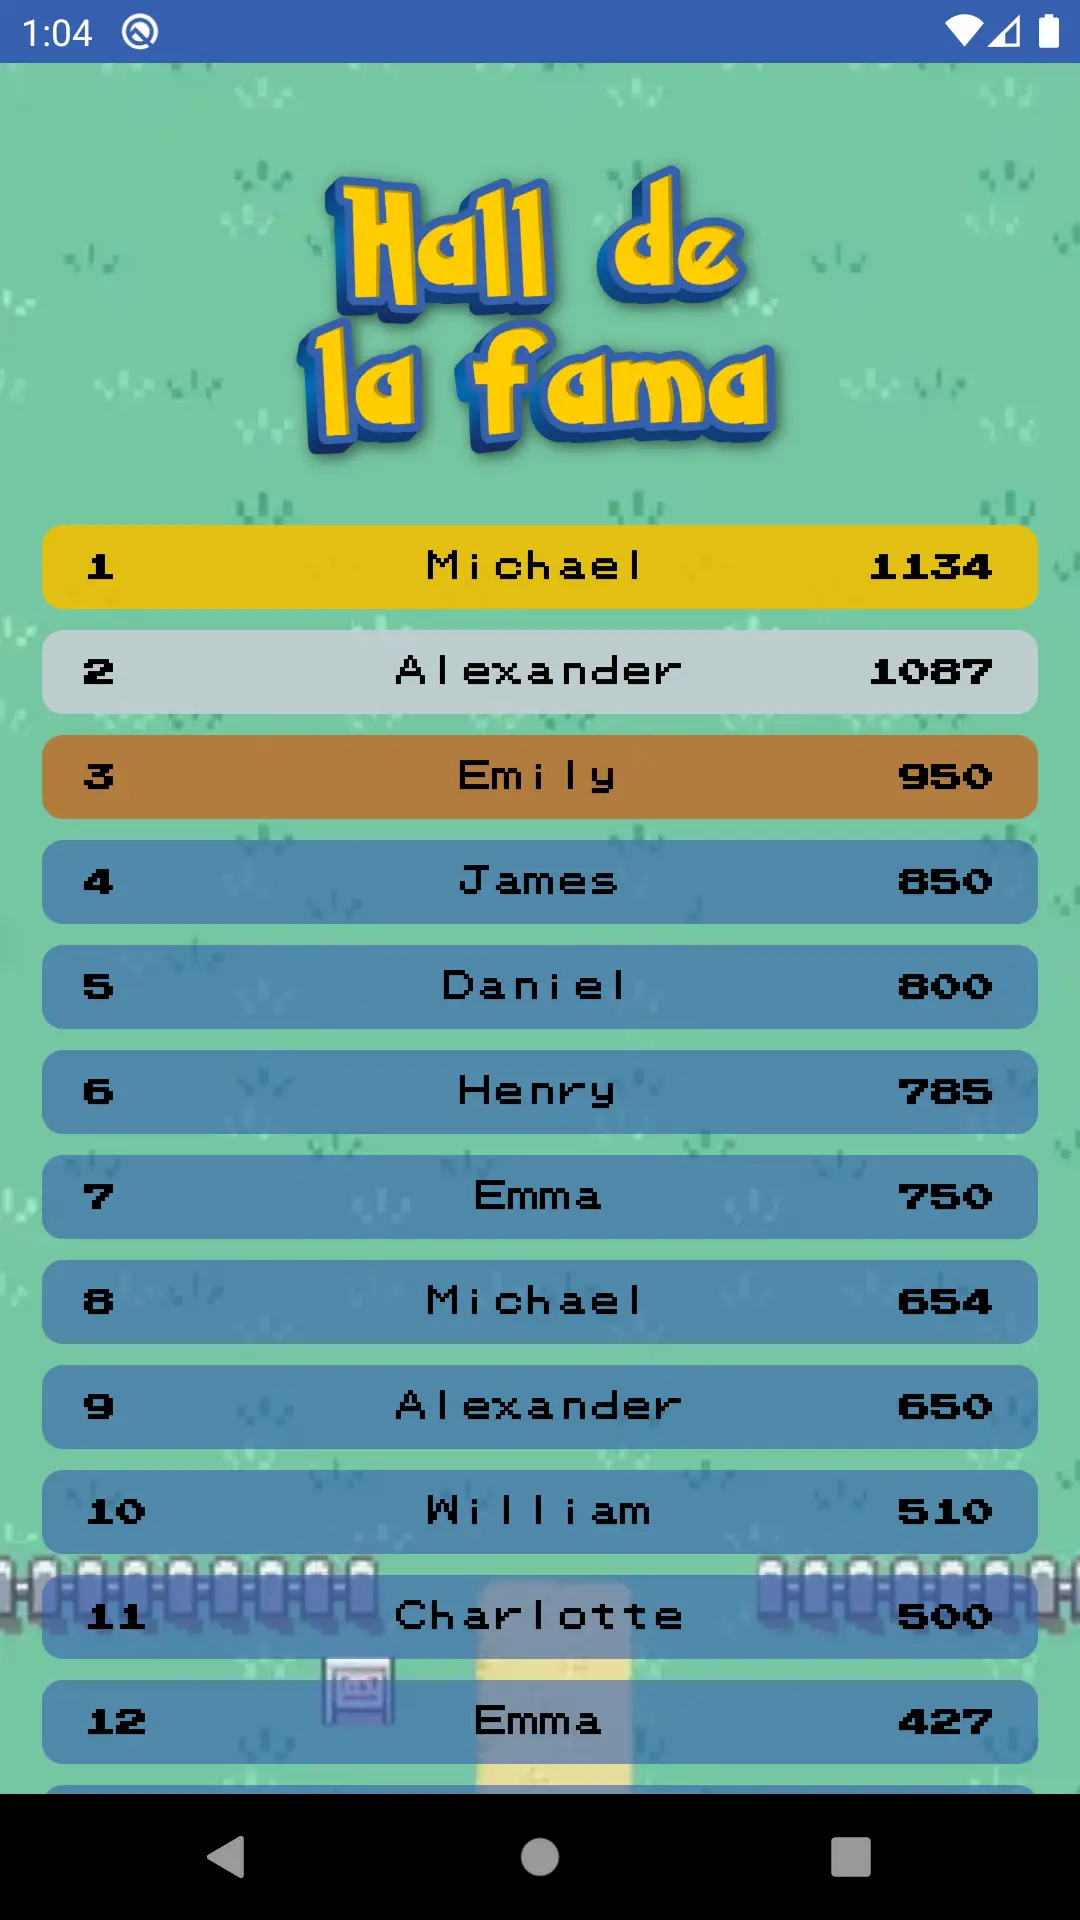 1:04
Hall de
la fama
1 Michael 1134
2 Alexander 1087
3 Emily 950
4 James 850
5 Daniel 800
6 Henry 785
7 Emma 750
8 Michael 654
9 Alexander 650
10 William 510
11 Charlotte 500
12 Emma 427